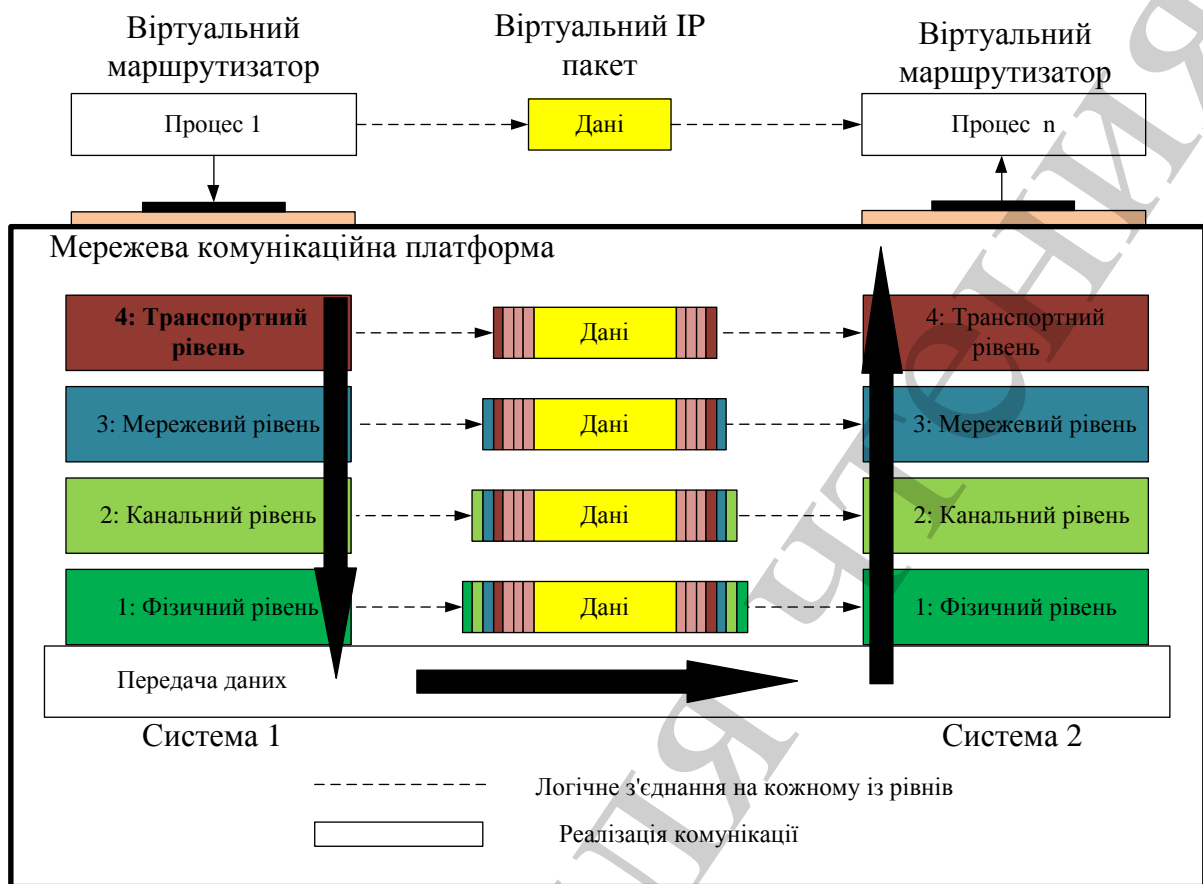 Віртуальний
маршрутизатор
Віртуальний IP
пакет
Віртуальний
маршрутизатор
Процес 1
Дані
Процес n
Мережева комунікаційна платформа
4: Транспортний
рівень
Дані
4: Транспортний
рівень
3: Мережевий рівень
Дані
3: Мережевий рівень
2: Канальний рівень
Дані
2: Канальний рівень
1: Фізичний рівень
Дані
1: Фізичний рівень
Передача даних
Система 1
Система 2
Логічне з'єднання на кожному із рівнів
Реалізація комунікації
для чтения